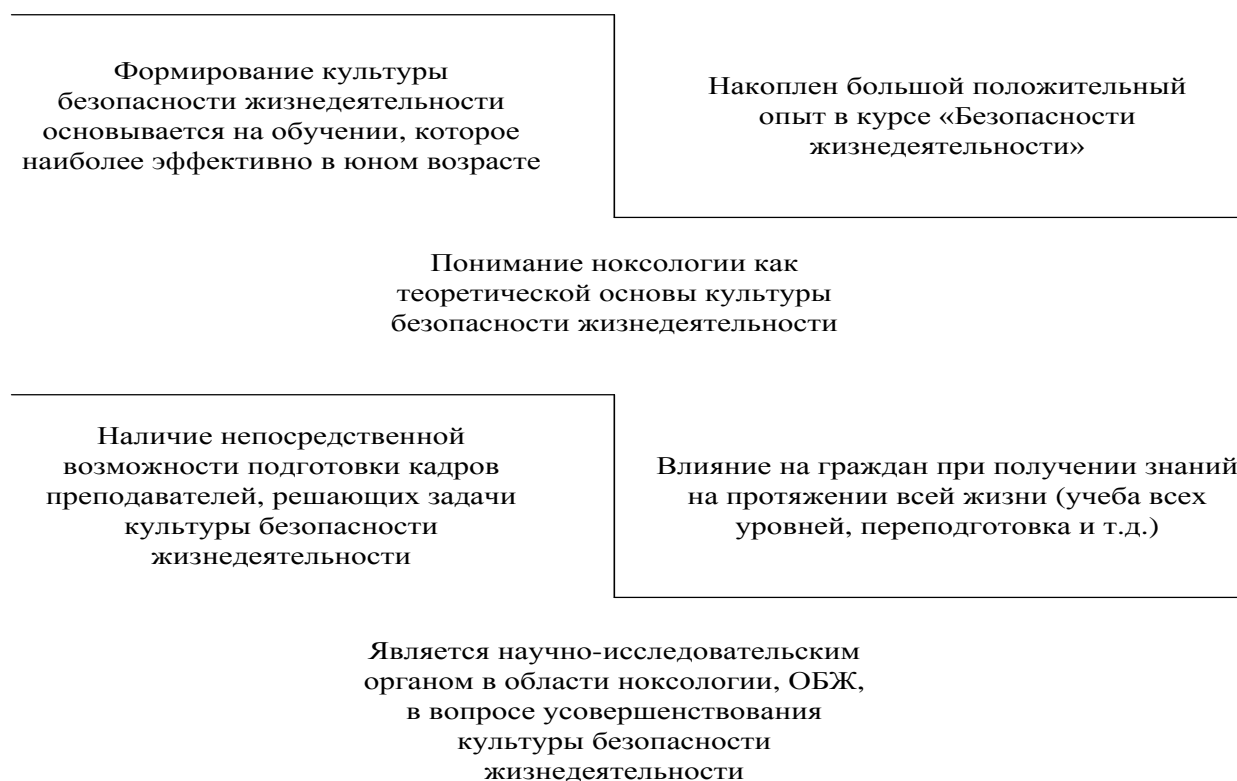 Формирование культуры
безопасности жизнедеятельности
основывается на обучении, которое
наиболее эффективно в юном возрасте
Накоплен большой положительный
опыт в курсе «Безопасности
жизнедеятельности»
Понимание ноксологии как
теоретической основы культуры
безопасности жизнедеятельности
Наличие непосредственной
возможности подготовки кадров
преподавателей, решающих задачи
культуры безопасности
жизнедеятельности
Влияние на граждан при получении знаний
на протяжении всей жизни (учеба всех
уровней, переподготовка и т.д.)
Является научно-исследовательским
органом в области ноксологии, ОБЖ,
в вопросе усовершенствования
культуры безопасности
жизнедеятельности